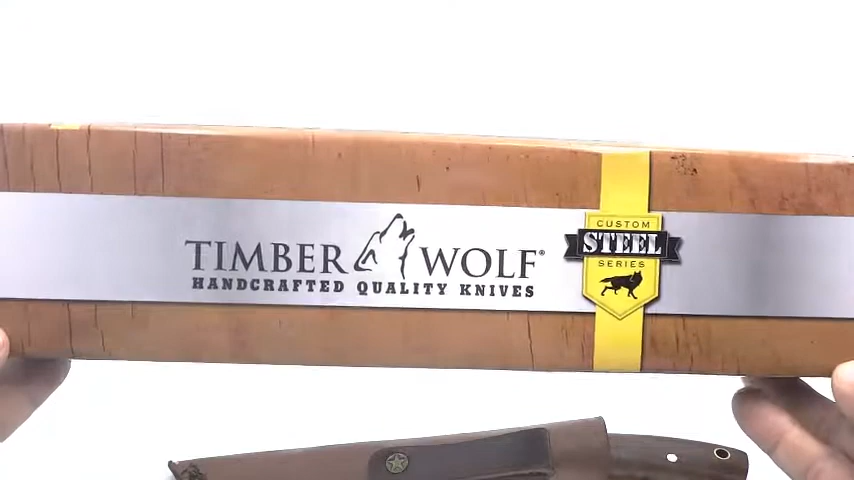 TIMBER WOLF®
HANDCRAFTED QUALITY KNIVES
CUSTOM
STEEL
SERIES